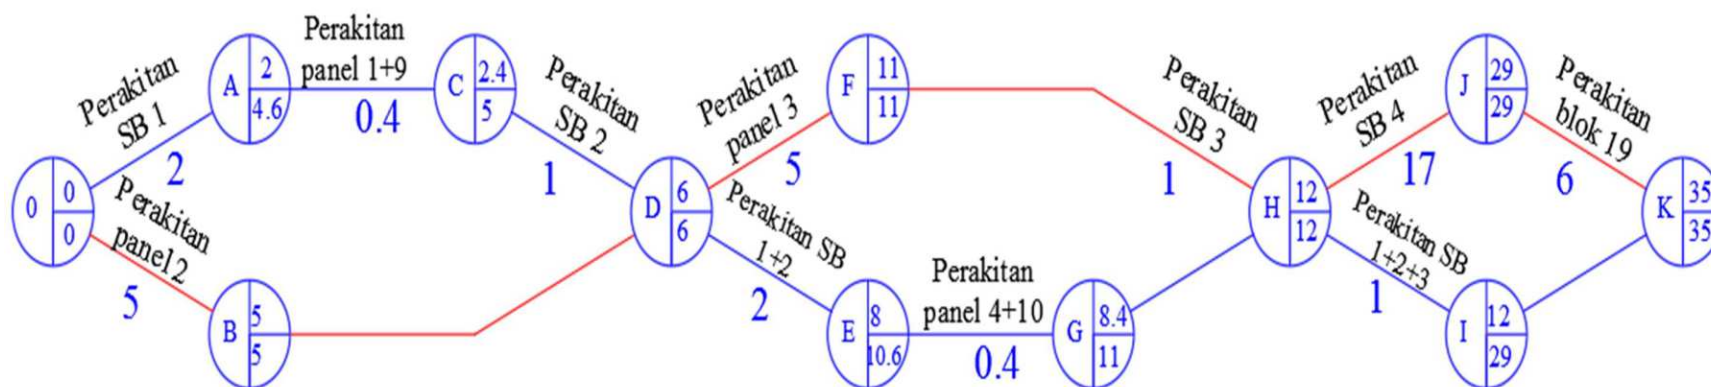 Perakitan
SB 1
2
Perakitan
panel 2
5
0
0
0
A
2
4.6
B
5
5
Perakitan
panel 1+9
0.4
C
2.4
5
Perakitan
SB 2
1
D
6
6
Perakitan
panel 3
5
Perakitan SB
1+2
2
F
11
11
E
8
10.6
Perakitan
panel 4+10
0.4
G
8.4
11
Perakitan
SB 3
1
H
12
12
Perakitan
SB 4
17
Perakitan SB
1+2+3
1
J
29
29
I
12
29
Perakitan
blok 19
6
K
35
35